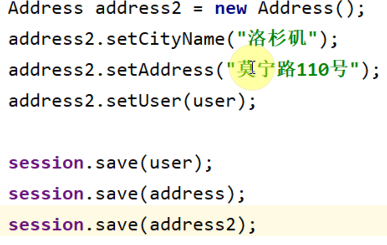 Address address2 = new Address();
address2.setCityName("洛杉矶");
address2.setAddress("莫宁路110号");
address2.setUser(user);
session.save(user);
session.save(address);
session.save(address2);